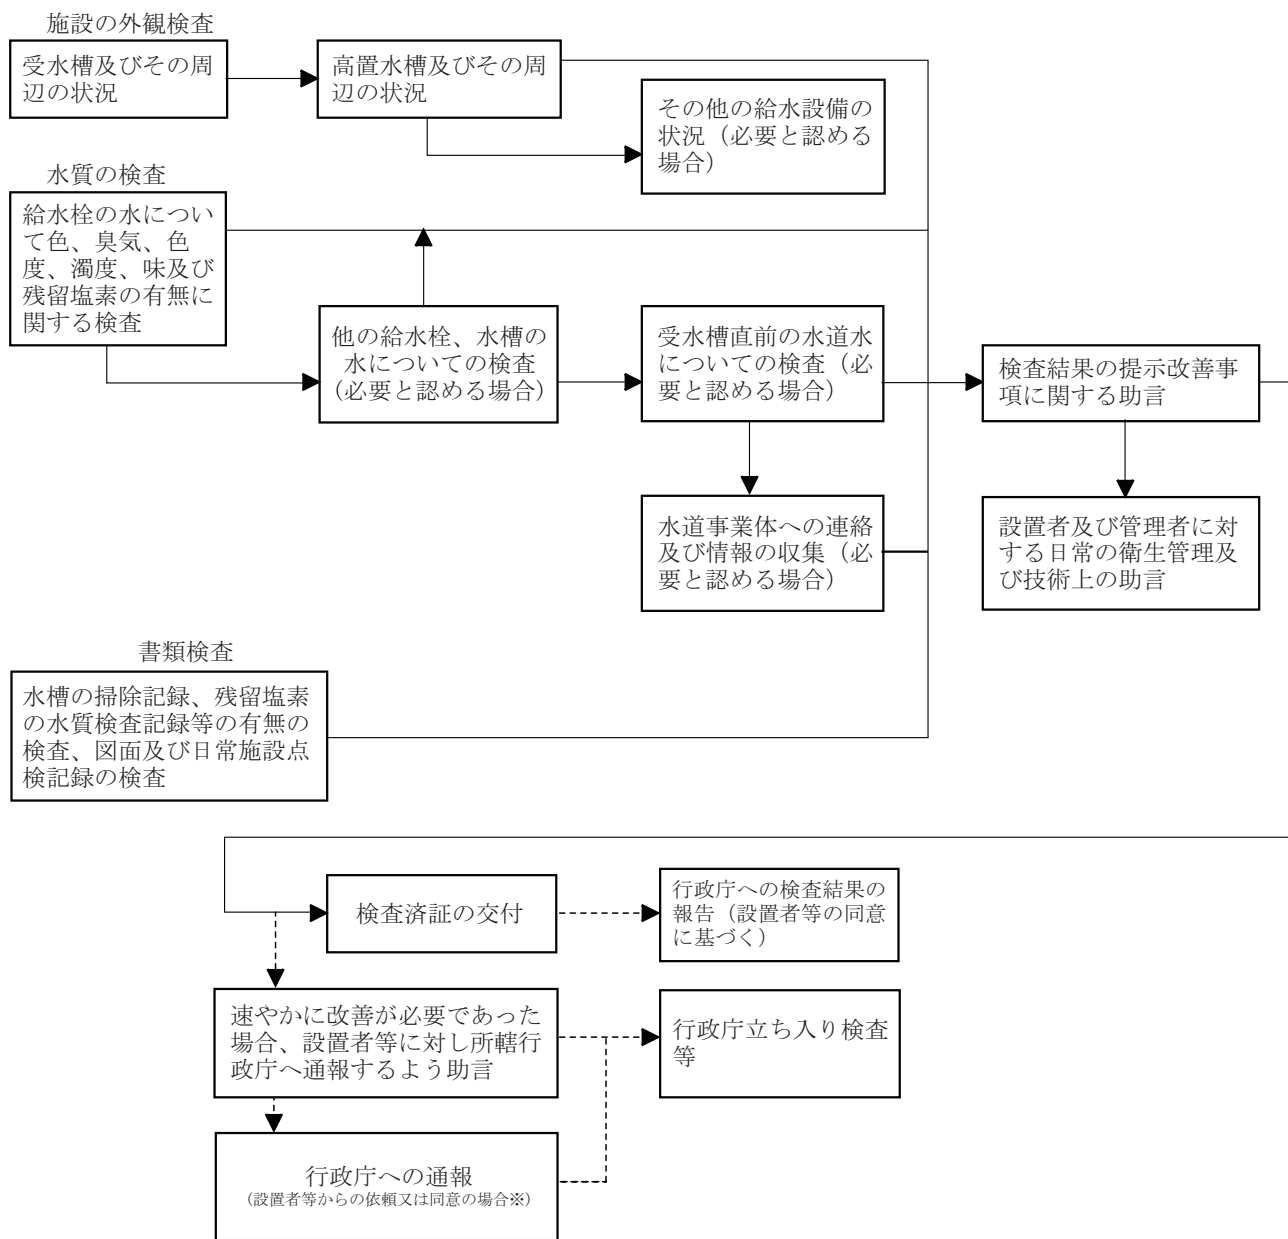 施設の外観検査
受水槽及びその周
辺の状況
高置水槽及びその周
辺の状況
その他の給水設備の
状況（必要と認める
場合）
水質の検査
給水栓の水につい
て色、臭気、色
度、濁度、味及び
残留塩素の有無に
関する検査
他の給水栓、水槽の
水についての検査
（必要と認める場合）
受水槽直前の水道水
についての検査（必
要と認める場合）
検査結果の提示改善事
項に関する助言
水道事業体への連絡
及び情報の収集（必
要と認める場合）
設置者及び管理者に対
する日常の衛生管理及
び技術上の助言
書類検査
水槽の掃除記録、残留塩素
の水質検査記録等の有無の
検査、図面及び日常施設点
検記録の検査
検査済証の交付
行政庁への検査結果の
報告（設置者等の同意
に基づく）
速やかに改善が必要であった
場合、設置者等に対し所轄行
政庁へ通報するよう助言
行政庁立ち入り検査
等
行政庁への通報
（設置者等からの依頼又は同意の場合※）